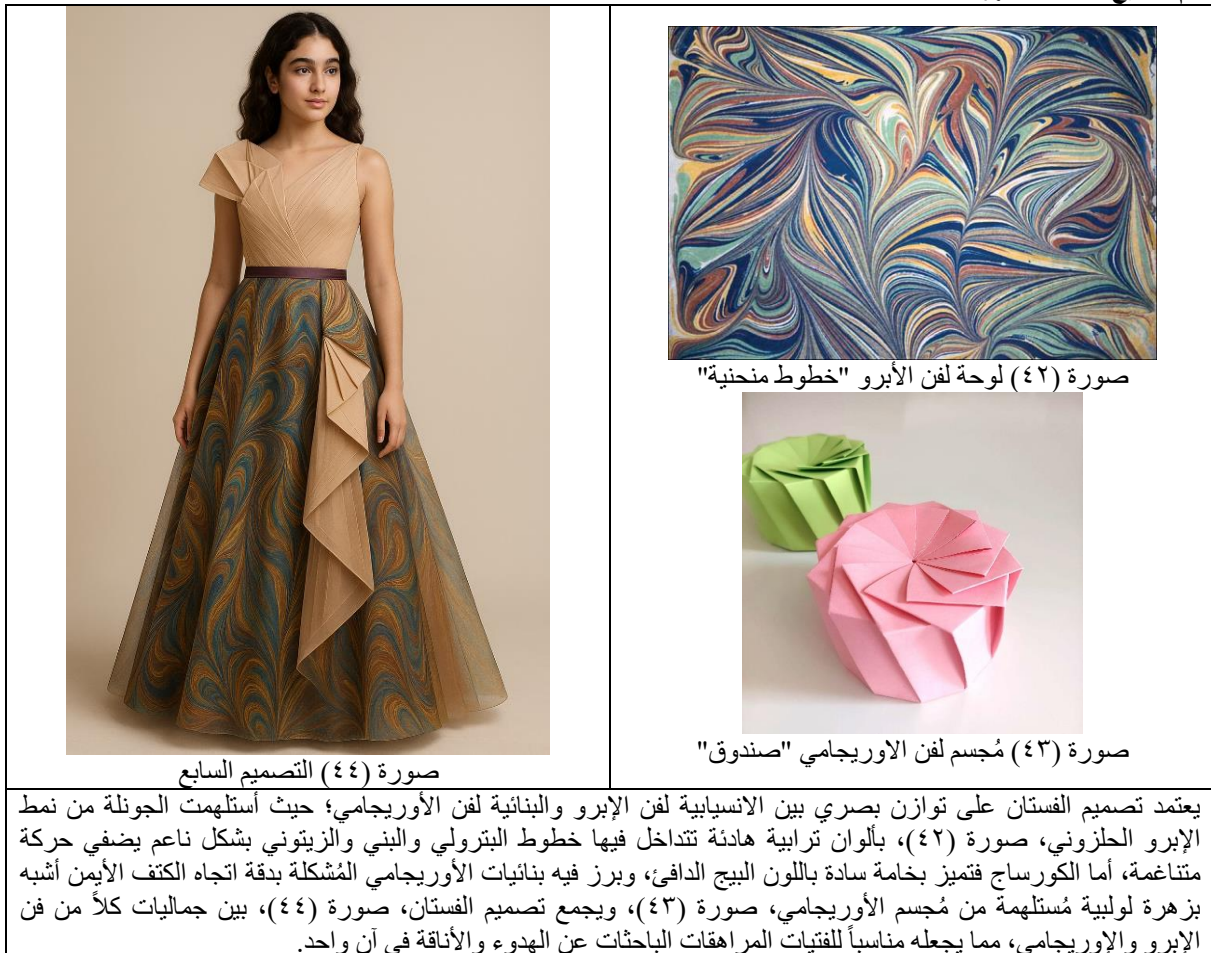 صورة (٤٢) لوحة لفن الأبرو "خطوط منحنية"
صورة (٤٣) مُجسم لفن الاوريجامي "صندوق"
صورة (٤٤) التصميم السابع
يعتمد تصميم الفستان على توازن بصري بين الانسيابية لفن الإبرو والبنائية لفن الأوريجامي؛ حيث أستلهمت الجونلة من نمط
الإبرو الحلزوني، صورة (٤٢)، بألوان ترابية هادئة تتداخل فيها خطوط البترولي والبني والزيتوني بشكل ناعم يضفي حركة
متناغمة، أما الكورساج فتميز بخامة سادة باللون البيج الدافئ، وبرز فيه بنائيات الأوريجامي المُشكلة بدقة اتجاه الكتف الأيمن أشبه
بزهرة لولبية مُستلهمة من مُجسم الأوريجامي، صورة (٤٣)، ويجمع تصميم الفستان، صورة (٤٤)، بين جماليات كلاً من فن
الإبرو والإوريجامي، مما يجعله مناسباً للفتيات المراهقات الباحثات عن الهدوء والأناقة في آن واحد.